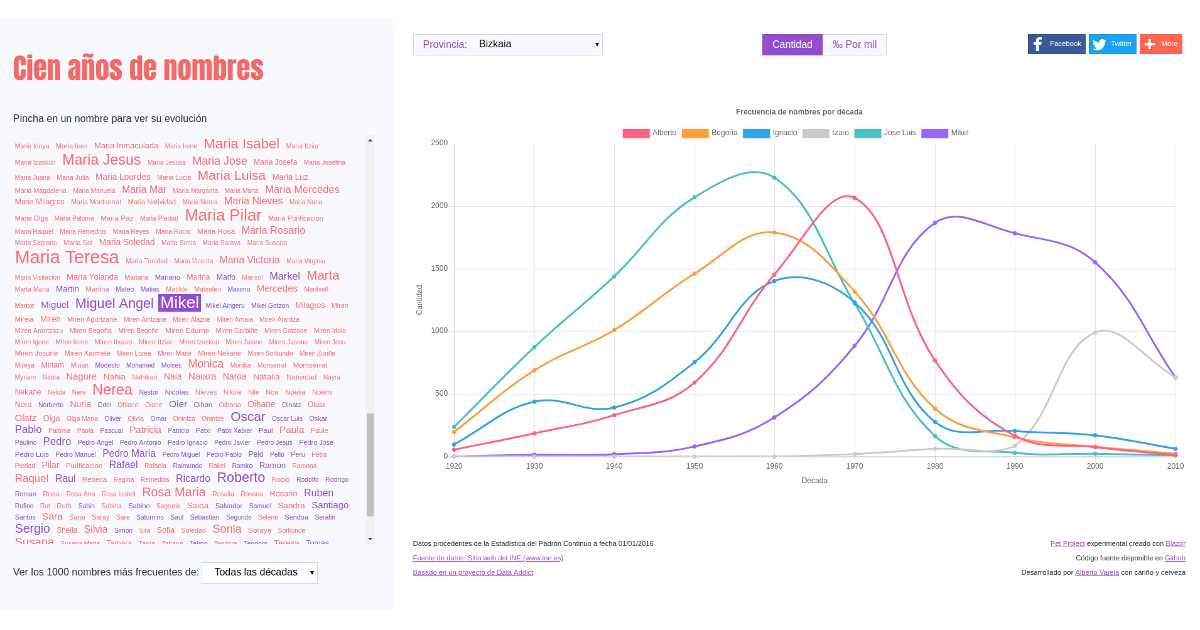 Cien años de nombres
Pincha en un nombre para ver su evolución
Maria Idoya Maria Ines Maria Inmaculada Maria Irene Maria Isabel Maria Itziar
Maria Izaskun Maria Jesus Maria Jesusa Maria Jose Maria Josefa Maria Josefina
Maria Juana Maria Julia Maria Lourdes Maria Lucra Maria Luisa Maria Luz
Maria Magdalena Maria Manuela Maria Mar Maria Margarita Maria Marta Maria Mercedes
Maria Milagros Maria Montserrat Maria Natividad Maria Nerea Maria Nieves Maria Nuria
Maria Olga Maria Paloma Maria Paz Maria Piedad Maria Pilar Maria Purificacion
Maria Raquel Maria Remedios Maria Reyes Maria Rocio Maria Rosa Maria Rosario
Maria Sagrario Maria Sol Maria Soledad Maria Sonia Maria Soraya Maria Susana
Maria Teresa Maria Trinidad Maria Vicenta Maria Victoria Maria Virginia
Maria Visitacion Maria Yolanda Mariana Mariano Marina Mario Marisol Markel Marta
Marta Maria Martin Martina Mateo Matias Matilde Matxalen Maximo Mercedes Meritxell
Mertxe Miguel Miguel Angel Mikel Mikel Aingeru Mikel Gotzon Milagros Mirari
Mireia Miren Miren Agurtzane Miren Aintzane Miren Alazne Miren Amaia Miren Arantza
Miren Arantzazu Miren Begoña Miren Begoñe Miren Edurne Miren Garbiñe Miren Gotzone Miren Idoia
Miren Igone Miren Irune Miren Itxaso Miren Itziar Miren Izaskun Miren Jaione Miren Jasone Miren Josu
Miren Josune Miren Karmele Miren Lorea Miren Maite Miren Nekane Miren Sorkunde Miren Zuriñe
Mireya Miriam Mirian Modesto Mohamed Moises Monica Monika Monserrat Montserrat
Myriam Nadia Nagore Nahia Nahikari Naia Naiara Naroa Natalia Natividad Nayra
Nekane Nelida Nere Nerea Nestor Nicolas Nieves Nikole Nile Noa Noelia Noemi
Nora Norberto Nuria Odei Ohiane Oiane Oier Oihan Oihana Oihane Oinatz Olaia
Olatz Olga Olga Maria Oliver Olivia Omar Onintza Onintze Oscar Oscar Luis Oskar
Pablo Paloma Paola Pascual Patricia Patricio Patxi Patxi Xabier Paul Paula Paule
Paulino Pedro Pedro Angel Pedro Antonio Pedro Ignacio Pedro Javier Pedro Jesus Pedro Jose
Pedro Luis Pedro Manuel Pedro Maria Pedro Miguel Pedro Pablo Peio Pello Peru Petra
Piedad Pilar Purificacion Rafael Rafaela Raimundo Rakel Ramiro Ramon Ramona
Raquel Raul Rebeca Regina Remedios Ricardo Roberto Rocio Rodolfo Rodrigo
Roman Rosa Rosa Ana Rosa Isabel Rosa Maria Rosalia Rosana Rosario Ruben
Rufino Rut Ruth Sabin Sabina Sabino Sagrario Saioa Salvador Samuel Sandra Santiago
Santos Sara Sarai Saray Sare Saturnino Saul Sebastian Segundo Selene Sendoa Serafin
Sergio Sheila Silvia Simon Sira Sofia Soledad Sonia Soraya Sorkunde
Susana Susana Maria Tamara Tania Tatiana Telmo Teodora Teodoro Teresa Tomas
Ver los 1000 nombres más frecuentes de: Todas las décadas
Provincia: Bizkaia
Cantidad ‰ Por mil
Facebook Twitter More
Frecuencia de nombres por década
Alberto Begoña Ignacio Izaro Jose Luis Mikel
2500
2000
1500
1000
500
0
Cantidad
1920 1930 1940 1950 1960 1970 1980 1990 2000 2010
Década
Datos procedentes de la Estadística del Padrón Continuo a fecha 01/01/2016
Fuente de datos: Sitio web del INE (www.ine.es)
Basado en un proyecto de Data Addict
Pet Project experimental creado con Blazor
Código fuente disponible en Github
Desarrollado por Alberto Varela con cariño y cerveza